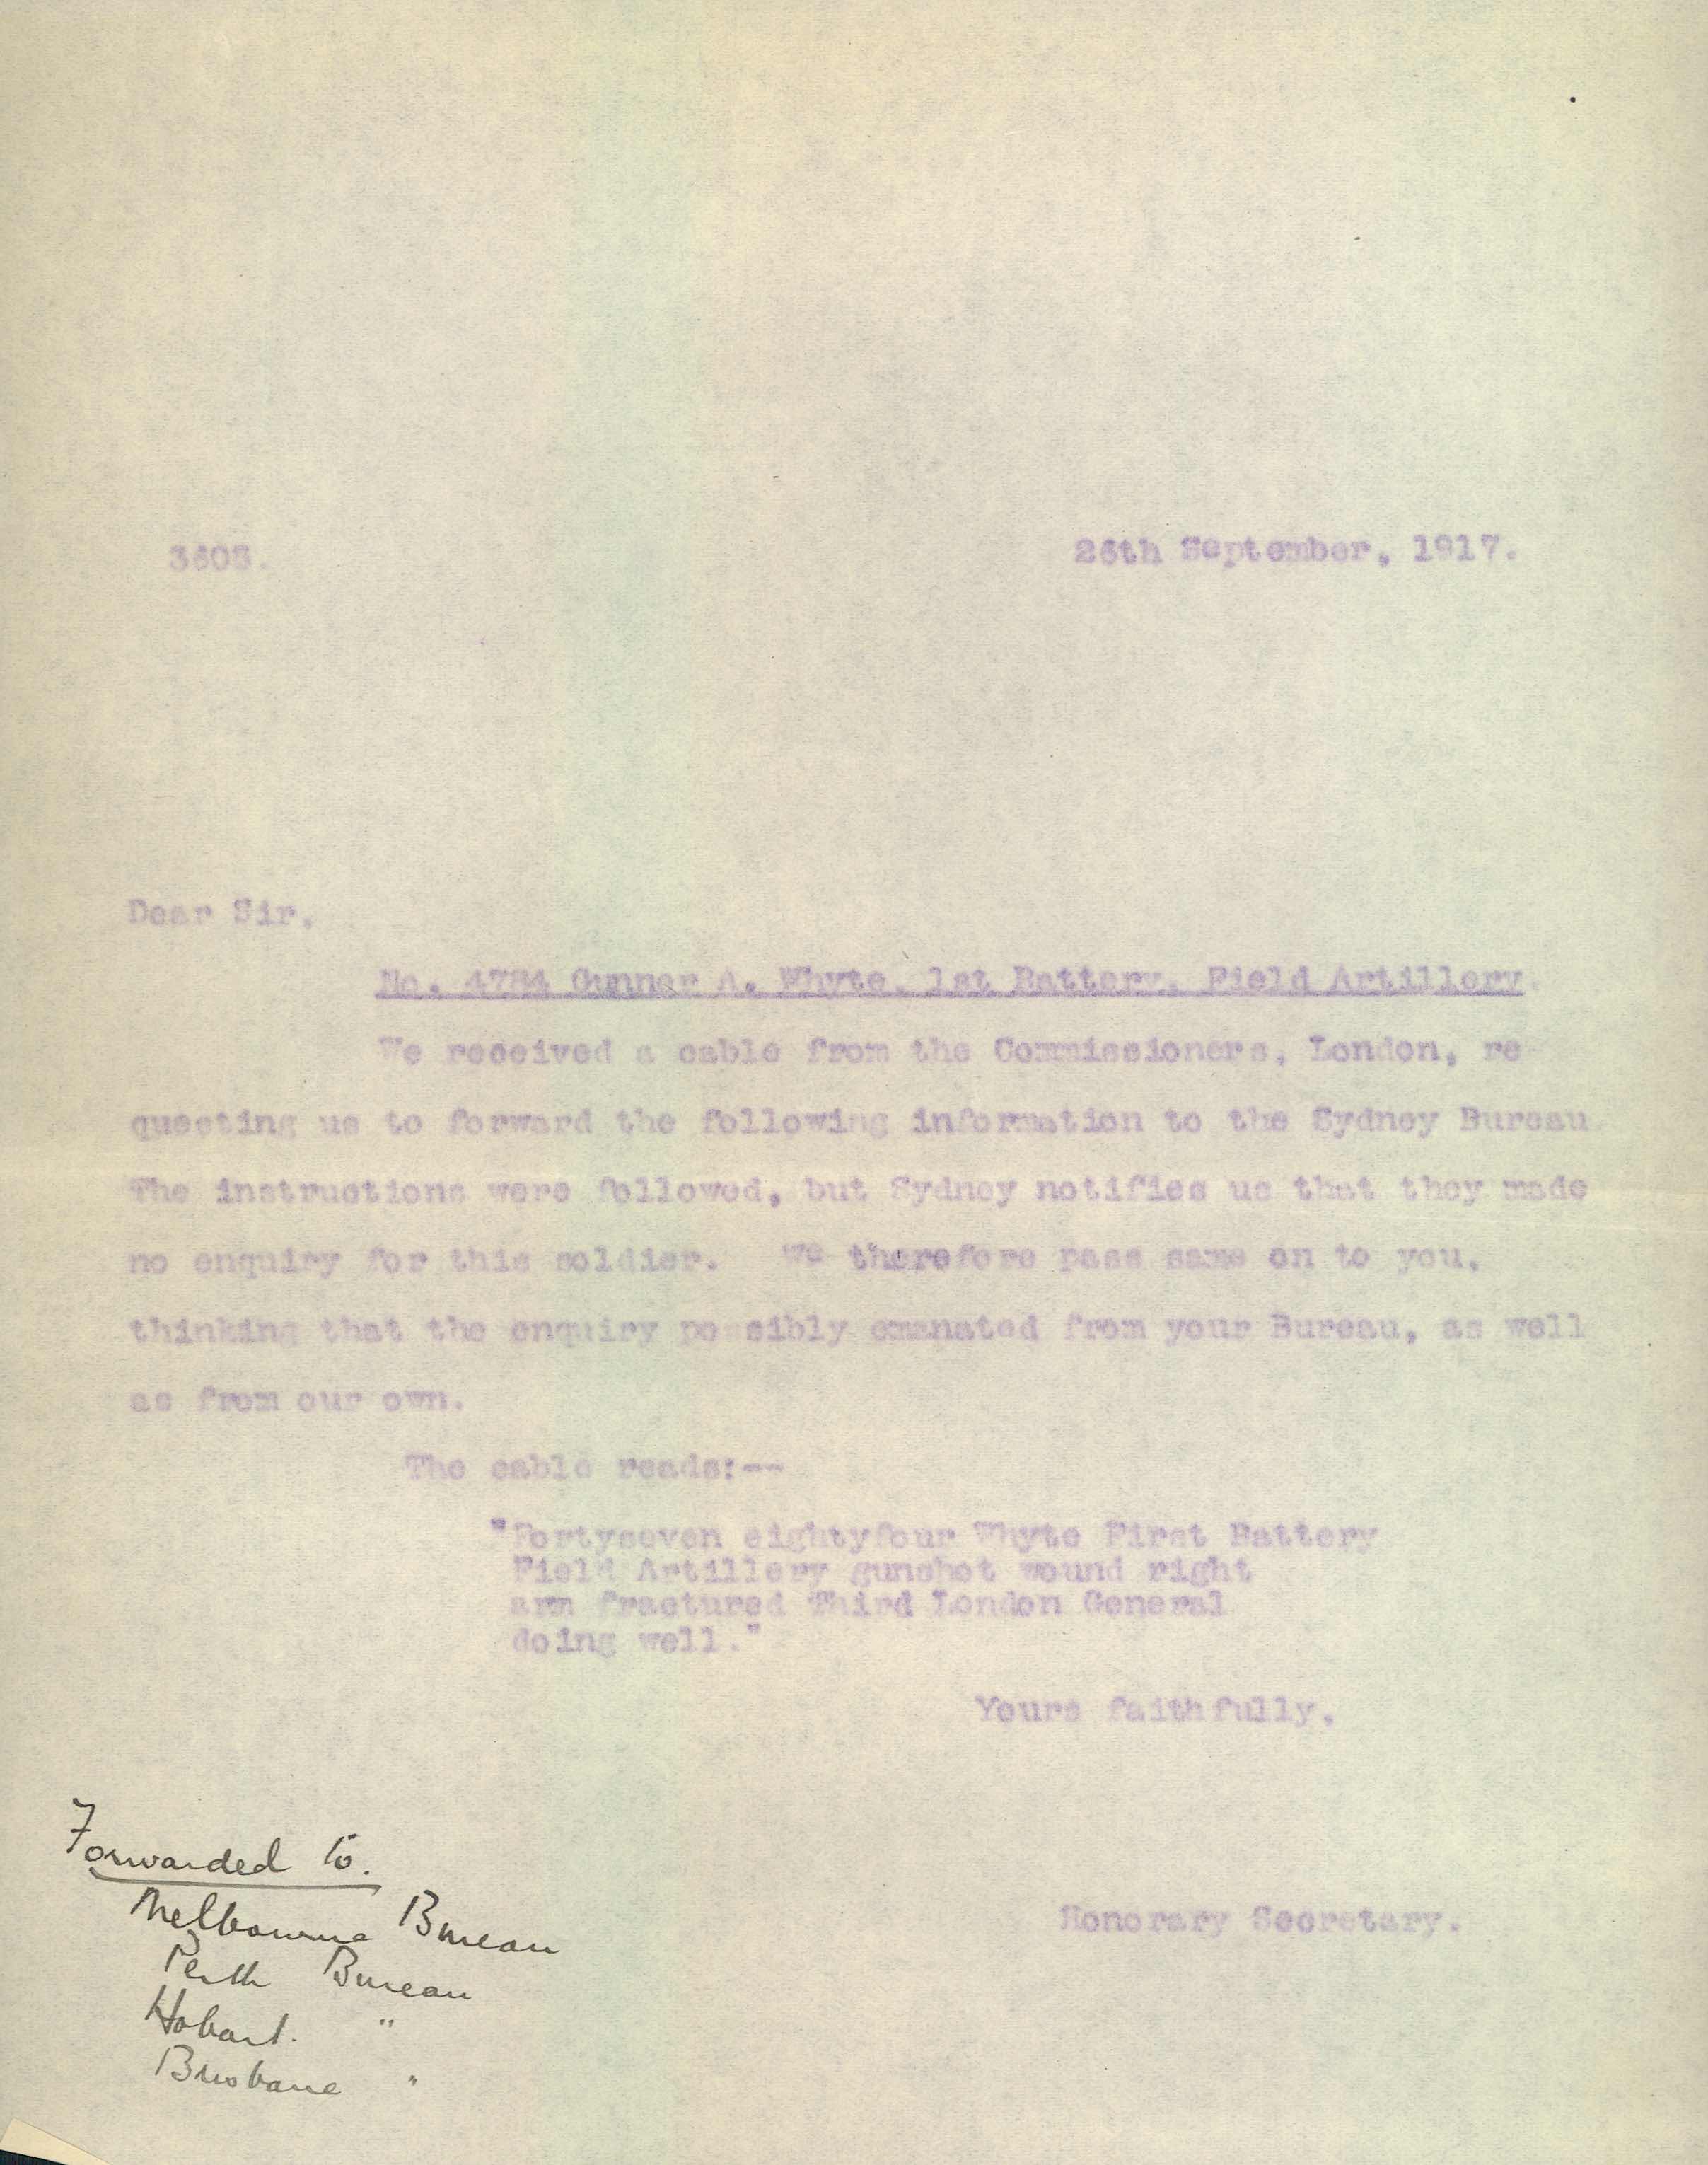 3603.
26th September, 1917.
Dear Sir,
No. 4784 Gunner A. Whyte, 1st Battery, Field Artillery.
We received a cable from the Commissioners, London, re-
questing us to forward the following information to the Sydney Bureau
The instructions were followed, but Sydney notifies us that they made
no enquiry for this soldier. We therefore pass same on to you,
thinking that the enquiry possibly emanated from your Bureau, as well
as from our own.
The cable reads:--
"Fortyseven eightyfour Whyte First Battery
Field Artillery gunshot wound right
arm fractured Third London General
doing well."
Yours faithfully,
Honorary Secretary.
Forwarded to.
Melbourne Bureau
Perth Bureau
Hobart. "
Brisbane "